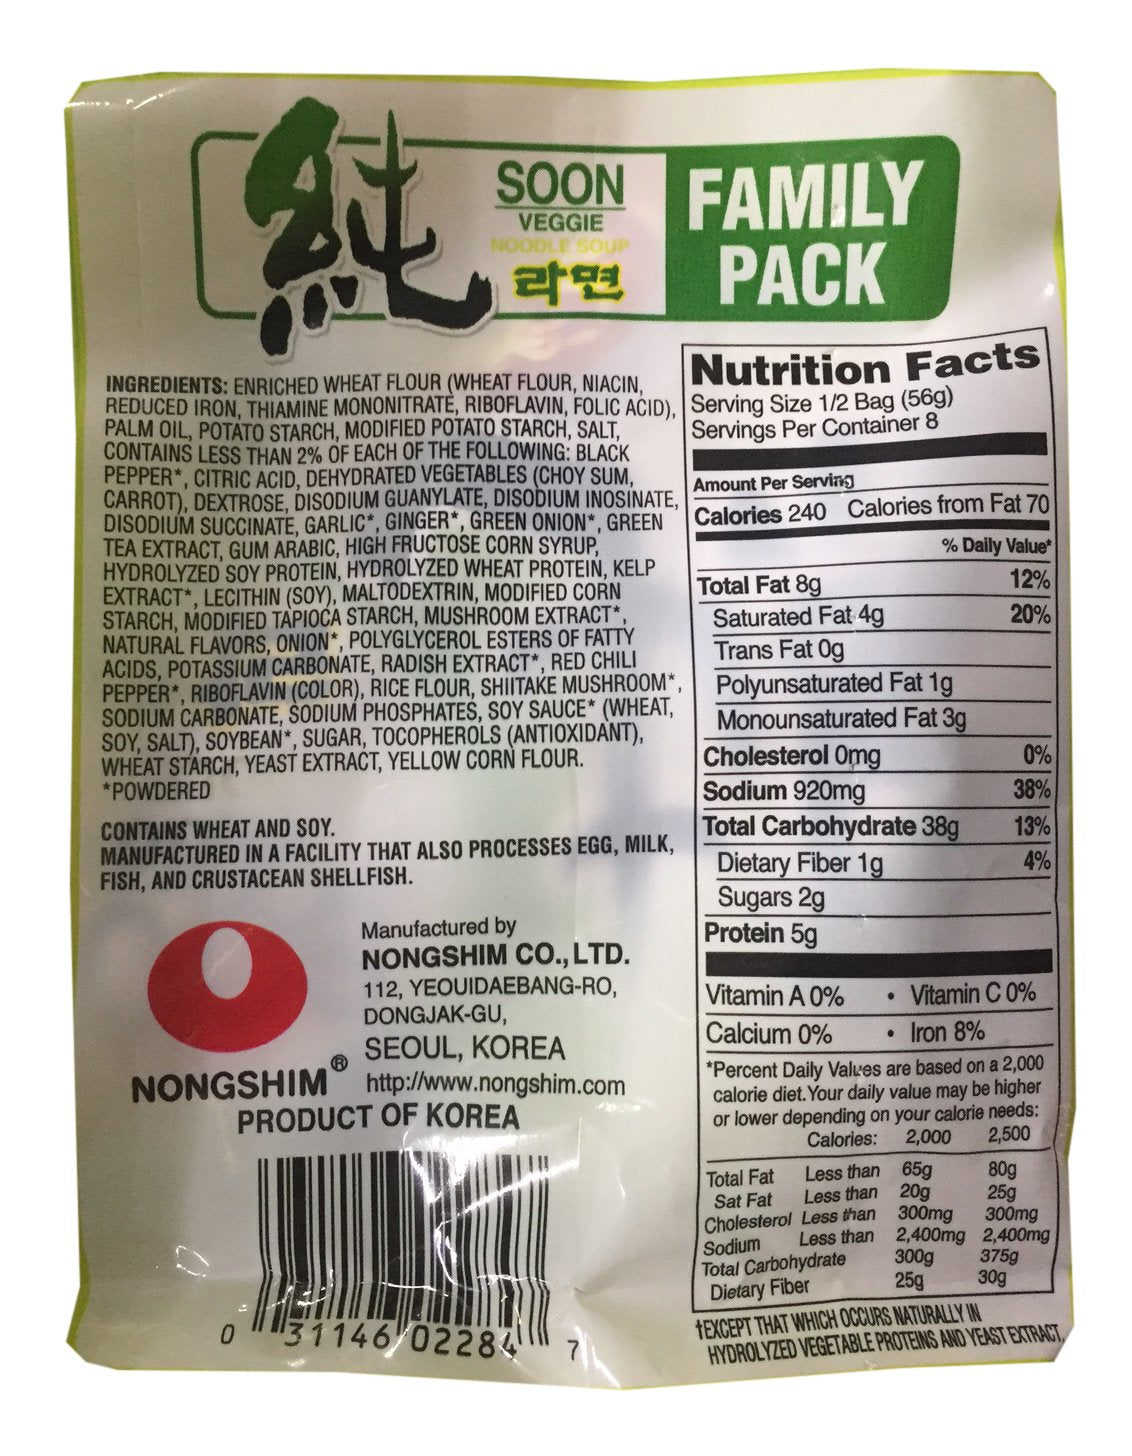 純
SOON
VEGGIE
NOODLE SOUP
라면
FAMILY
PACK
INGREDIENTS: ENRICHED WHEAT FLOUR (WHEAT FLOUR, NIACIN,
REDUCED IRON, THIAMINE MONONITRATE, RIBOFLAVIN, FOLIC ACID),
PALM OIL, POTATO STARCH, MODIFIED POTATO STARCH, SALT,
CONTAINS LESS THAN 2% OF EACH OF THE FOLLOWING: BLACK
PEPPER*, CITRIC ACID, DEHYDRATED VEGETABLES (CHOY SUM,
CARROT), DEXTROSE, DISODIUM GUANYLATE, DISODIUM INOSINATE,
DISODIUM SUCCINATE, GARLIC*, GINGER*, GREEN ONION*, GREEN
TEA EXTRACT, GUM ARABIC, HIGH FRUCTOSE CORN SYRUP,
HYDROLYZED SOY PROTEIN, HYDROLYZED WHEAT PROTEIN, KELP
EXTRACT*, LECITHIN (SOY), MALTODEXTRIN, MODIFIED CORN
STARCH, MODIFIED TAPIOCA STARCH, MUSHROOM EXTRACT*,
NATURAL FLAVORS, ONION*, POLYGLYCEROL ESTERS OF FATTY
ACIDS, POTASSIUM CARBONATE, RADISH EXTRACT*, RED CHILI
PEPPER*, RIBOFLAVIN (COLOR), RICE FLOUR, SHIITAKE MUSHROOM*,
SODIUM CARBONATE, SODIUM PHOSPHATES, SOY SAUCE* (WHEAT,
SOY, SALT), SOYBEAN*, SUGAR, TOCOPHEROLS (ANTIOXIDANT),
WHEAT STARCH, YEAST EXTRACT, YELLOW CORN FLOUR.
*POWDERED
CONTAINS WHEAT AND SOY.
MANUFACTURED IN A FACILITY THAT ALSO PROCESSES EGG, MILK,
FISH, AND CRUSTACEAN SHELLFISH.
Manufactured by
NONGSHIM CO., LTD.
112, YEOUIDAEBANG-RO,
DONGJAK-GU,
SEOUL, KOREA
http://www.nongshim.com
NONGSHIM®
PRODUCT OF KOREA
0 31146 02284 7
Nutrition Facts
Serving Size 1/2 Bag (56g)
Servings Per Container 8
Amount Per Serving
Calories 240 Calories from Fat 70
% Daily Value*
Total Fat 8g 12%
Saturated Fat 4g 20%
Trans Fat 0g
Polyunsaturated Fat 1g
Monounsaturated Fat 3g
Cholesterol 0mg 0%
Sodium 920mg 38%
Total Carbohydrate 38g 13%
Dietary Fiber 1g 4%
Sugars 2g
Protein 5g
Vitamin A 0% • Vitamin C 0%
Calcium 0% • Iron 8%
*Percent Daily Values are based on a 2,000
calorie diet. Your daily value may be higher
or lower depending on your calorie needs:
Calories: 2,000 2,500
Total Fat Less than 65g 80g
Sat Fat Less than 20g 25g
Cholesterol Less than 300mg 300mg
Sodium Less than 2,400mg 2,400mg
Total Carbohydrate 300g 375g
Dietary Fiber 25g 30g
†EXCEPT THAT WHICH OCCURS NATURALLY IN
HYDROLYZED VEGETABLE PROTEINS AND YEAST EXTRACT.